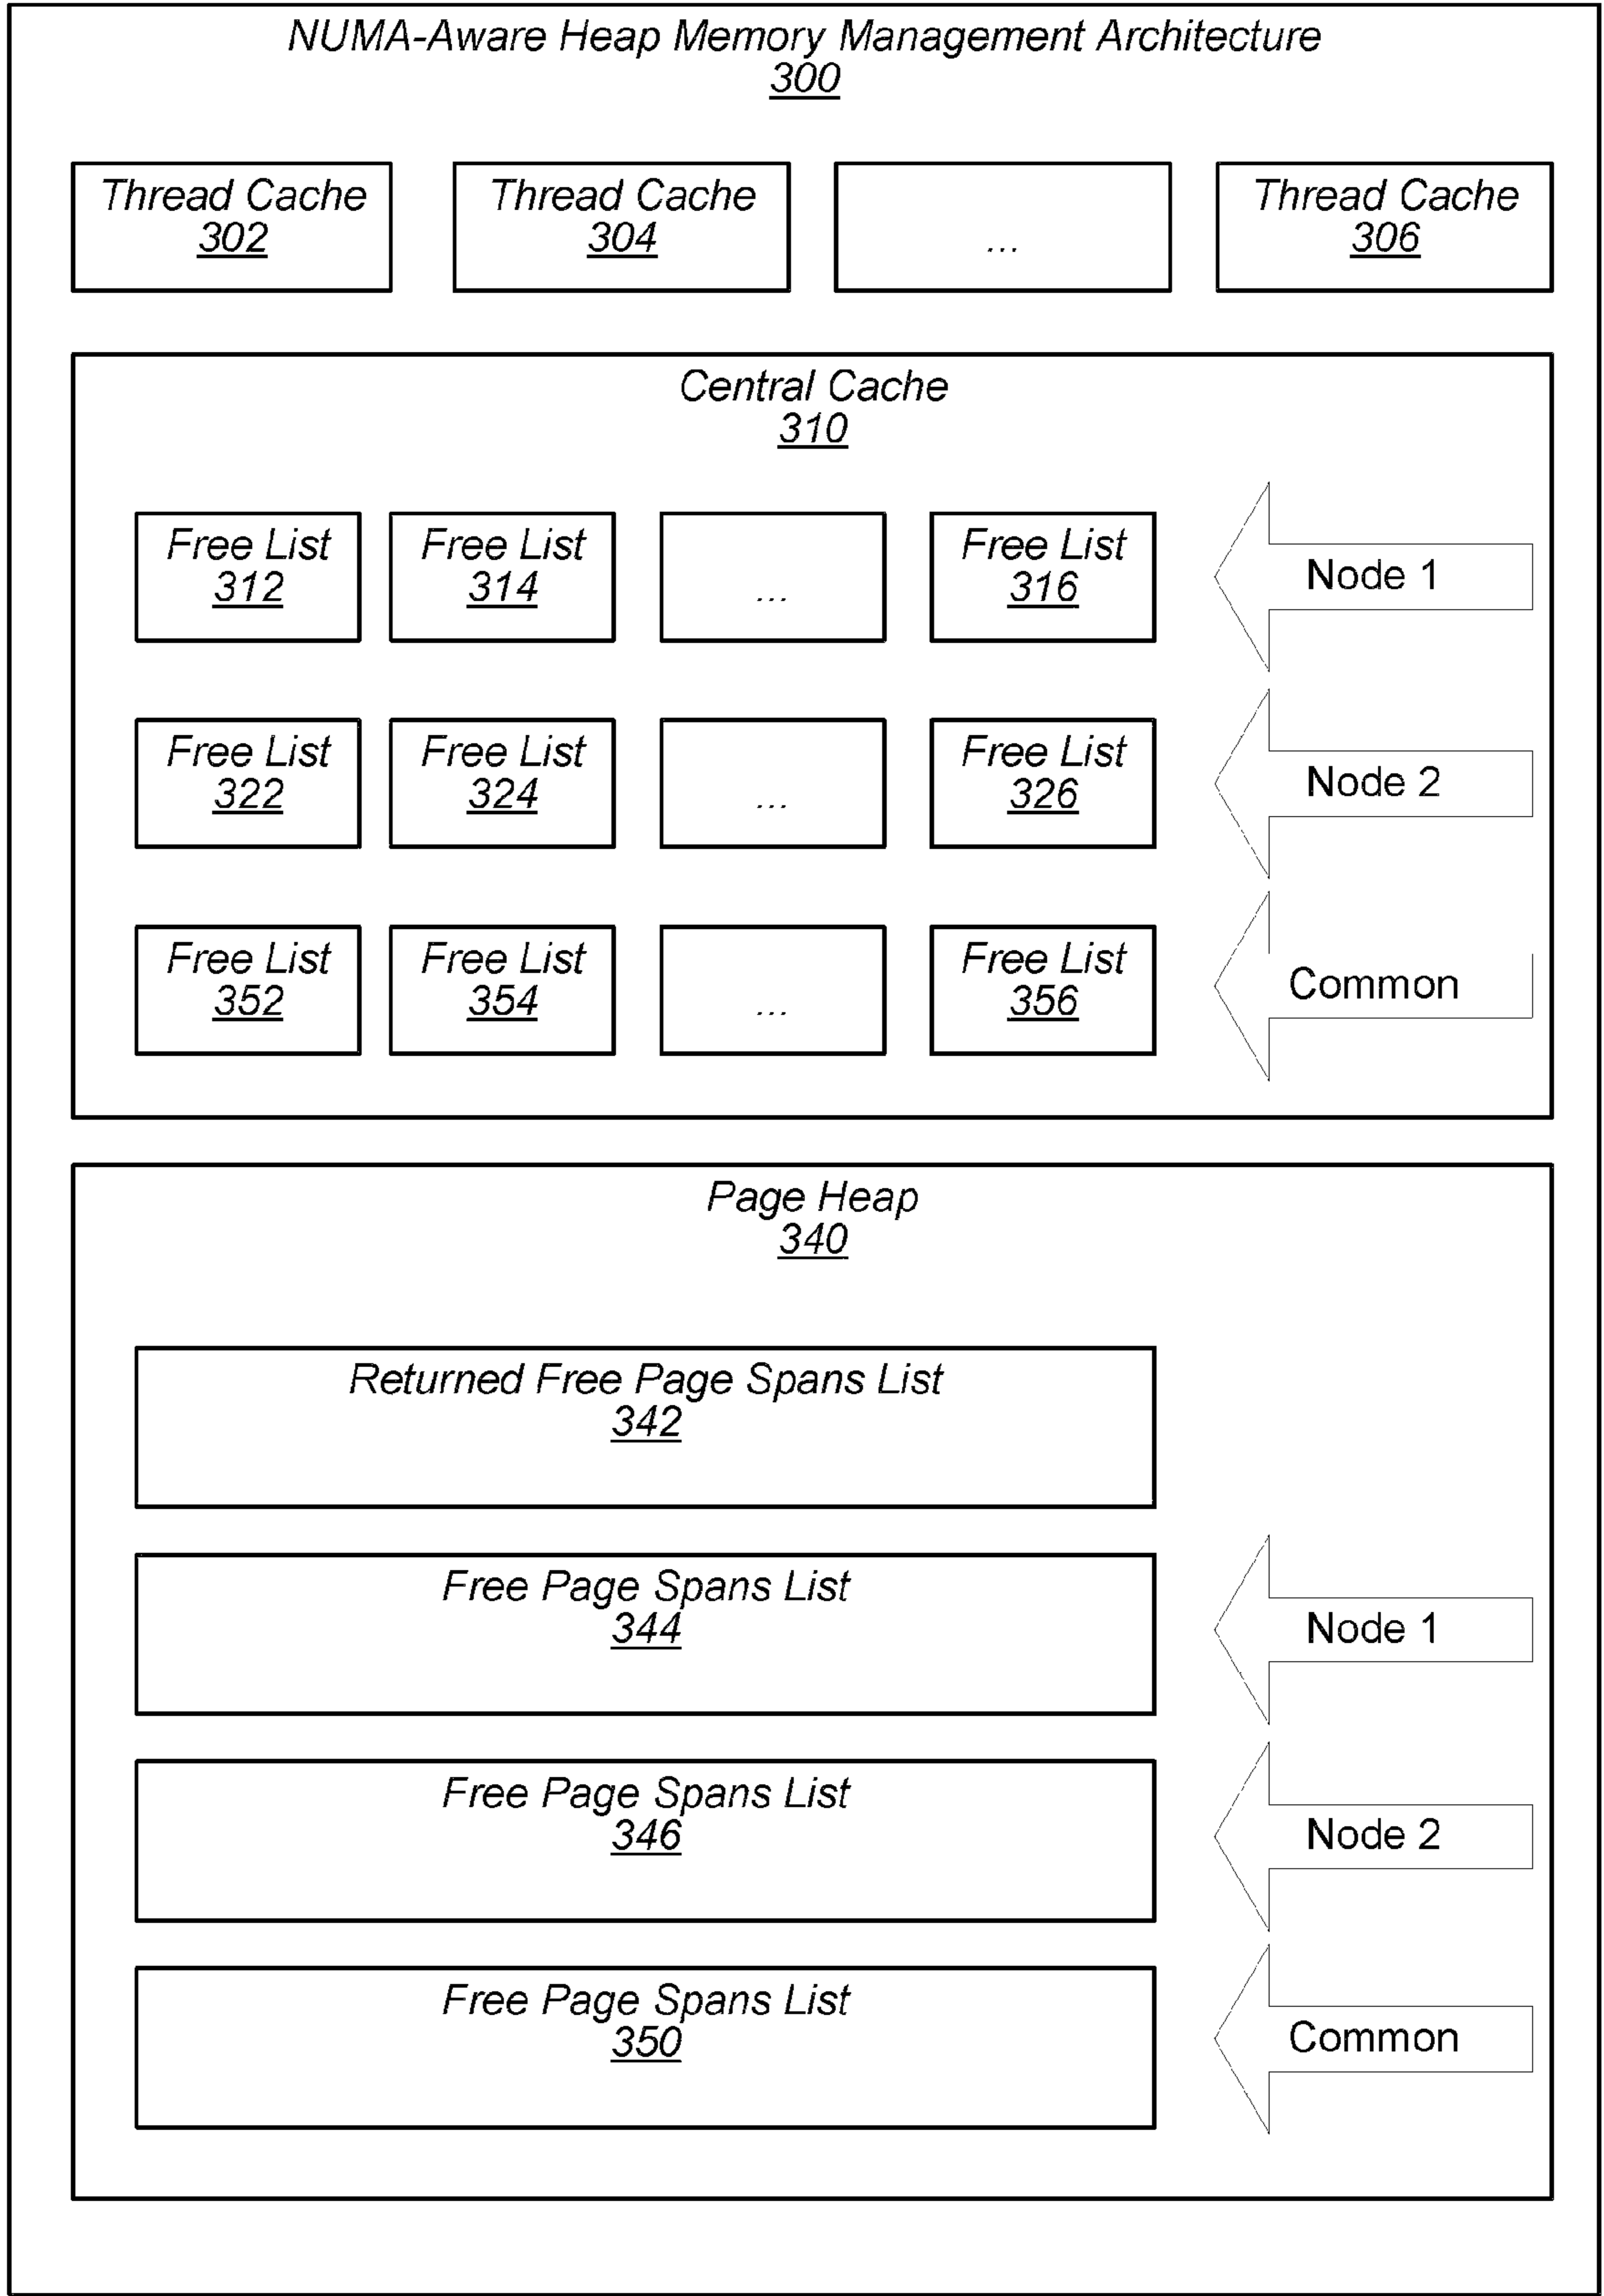 NUMA-Aware Heap Memory Management Architecture
300
Thread Cache Thread Cache Thread Cache
302 304 ... 306
Central Cache
310
Free List Free List Free List
312 314 ... 316 Node 1
Free List Free List Free List
322 324 ... 326 Node 2
Free List Free List Free List
352 354 ... 356 Common
Page Heap
340
Returned Free Page Spans List
342
Free Page Spans List
344 Node 1
Free Page Spans List
346 Node 2
Free Page Spans List
350 Common